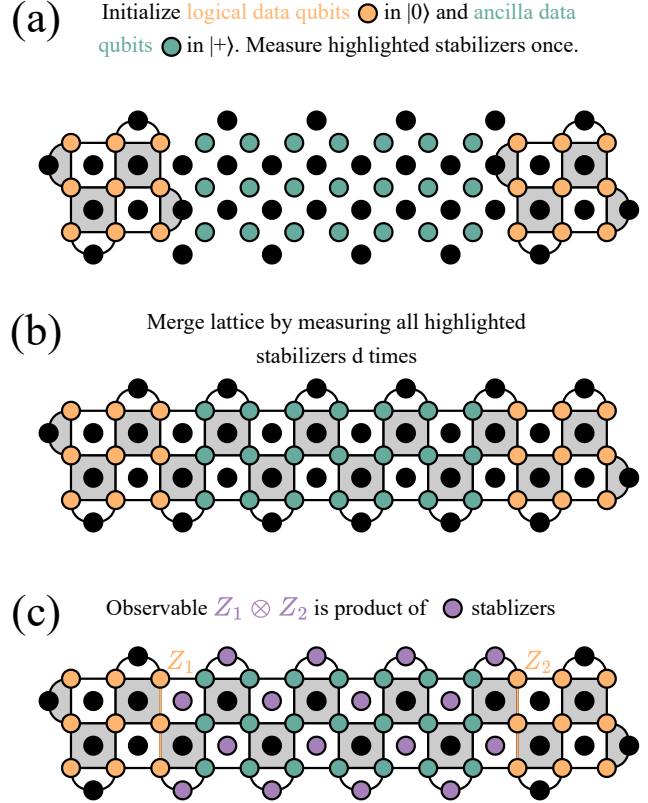 (a)
Initialize logical data qubits in |0⟩ and ancilla data
qubits in |+⟩. Measure highlighted stabilizers once.
(b)
Merge lattice by measuring all highlighted
stabilizers d times
(c)
Observable Z₁ ⊗ Z₂ is product of stablizers
Z₁ Z₂